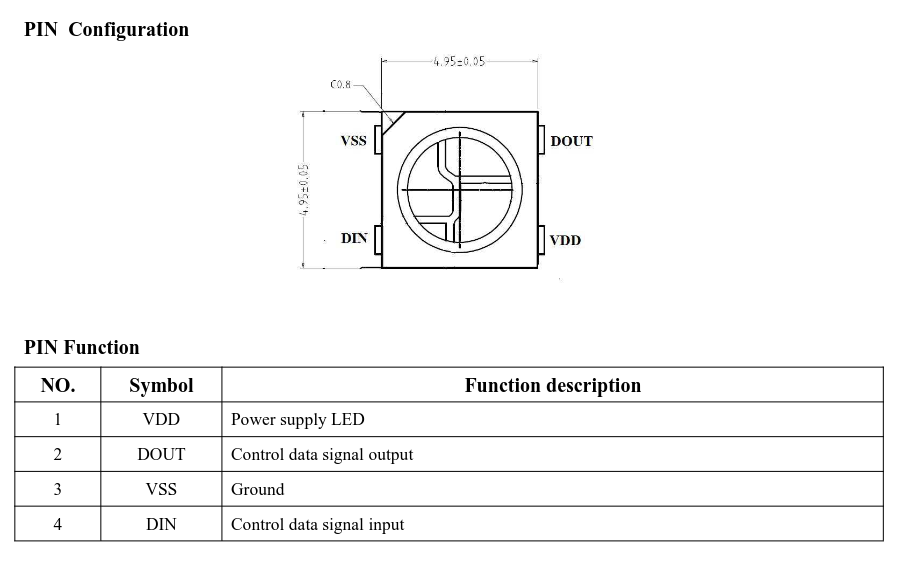 PIN Configuration
4.95±0.05
C0.8
VSS
DOUT
4.95±0.05
DIN
VDD
PIN Function
NO. Symbol Function description
1 VDD Power supply LED
2 DOUT Control data signal output
3 VSS Ground
4 DIN Control data signal input